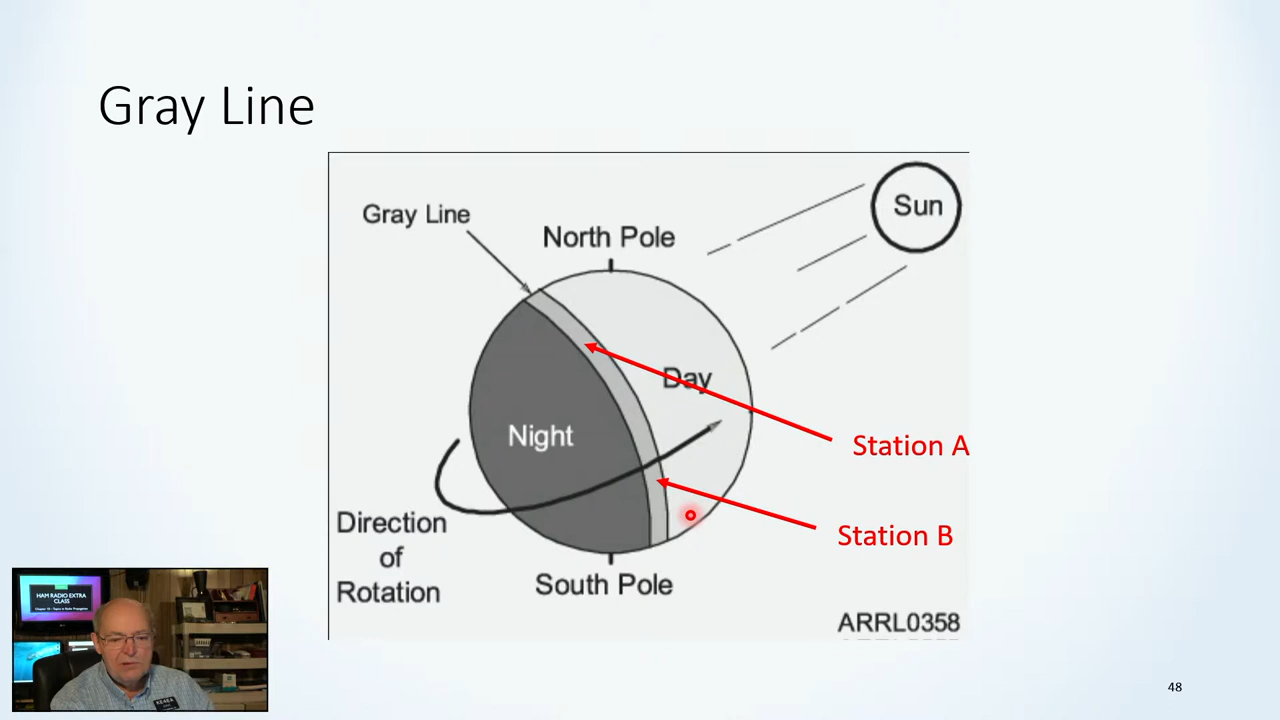 Gray Line
Sun
Gray Line
North Pole
Day
Station A
Night
Direction
of
Rotation
Station B
South Pole
ARRL0358
HAM RADIO EXTRA
CLASS
48